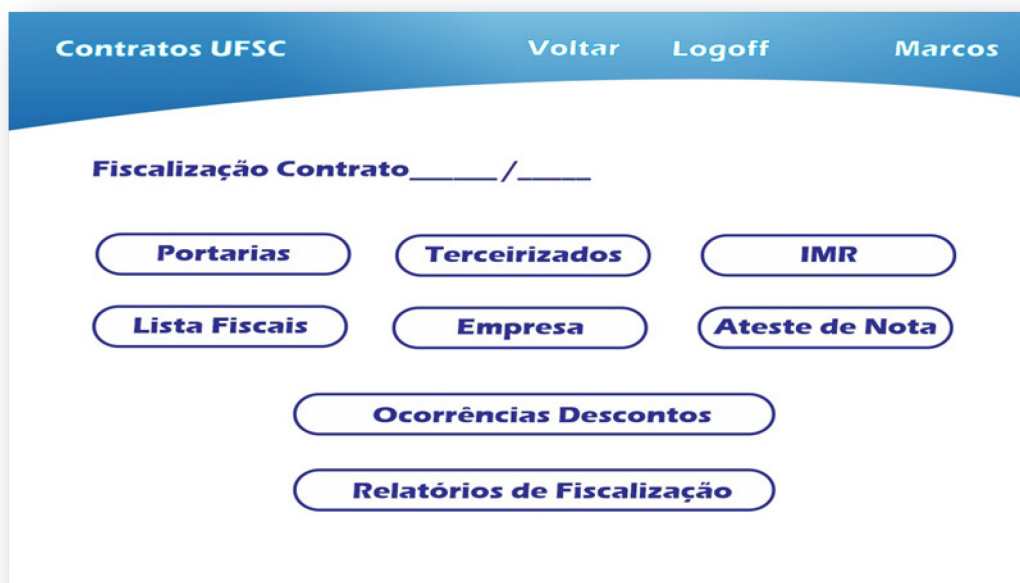 Contratos UFSC Voltar Logoff Marcos
Fiscalização Contrato______/_____
Portarias Terceirizados IMR
Lista Fiscais Empresa Ateste de Nota
Ocorrências Descontos
Relatórios de Fiscalização